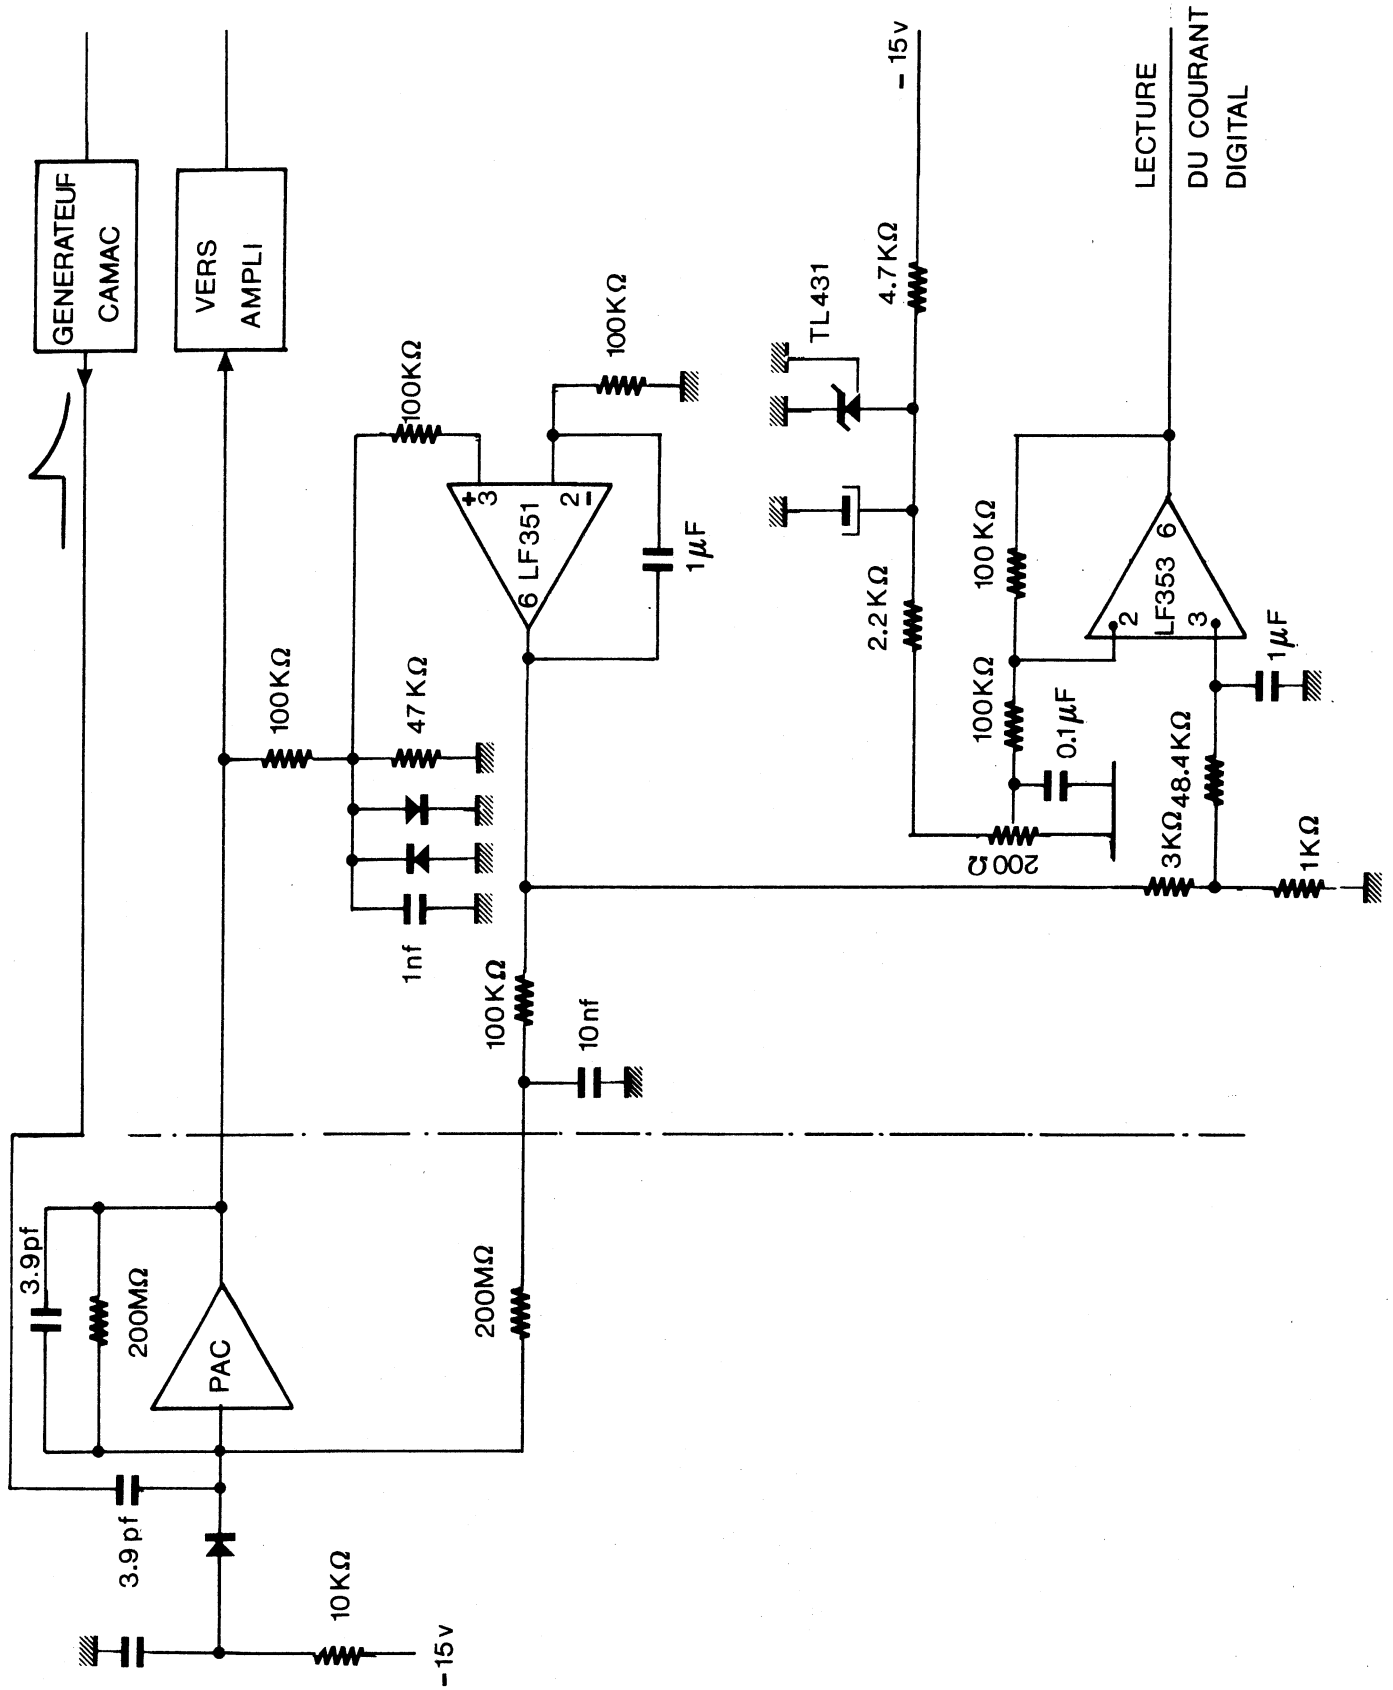 GENERATEUR
CAMAC
VERS
AMPLI
3.9pf
200MΩ
PAC
3.9pf
10KΩ
-15v
200MΩ
100KΩ
10nf
1nf
47KΩ
100KΩ
100KΩ
+
3
2
-
LF351
6
1µF
100KΩ
TL431
4.7KΩ
-15v
2.2KΩ
200Ω
0.1µF
100KΩ
100KΩ
2
3
LF353
6
1µF
3KΩ
48.4KΩ
1KΩ
LECTURE
DU COURANT
DIGITAL